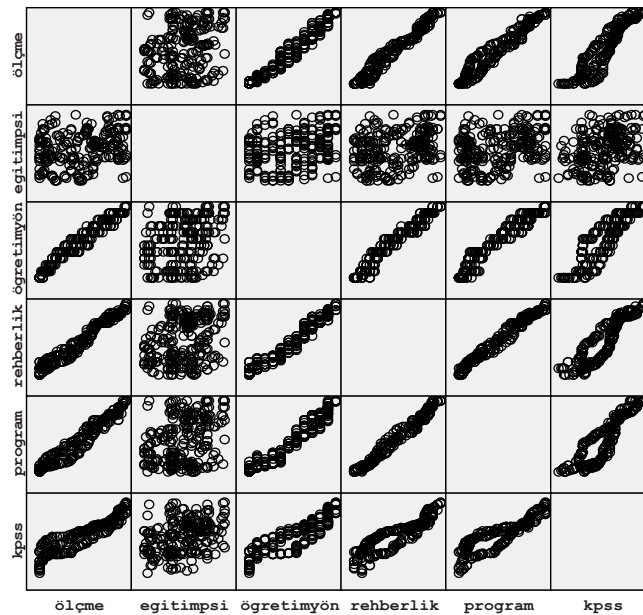 ölçme
egitimpsi
ögretimyön
rehberlik
program
kpss
ölçme egitimpsi ögretimyön rehberlik program kpss